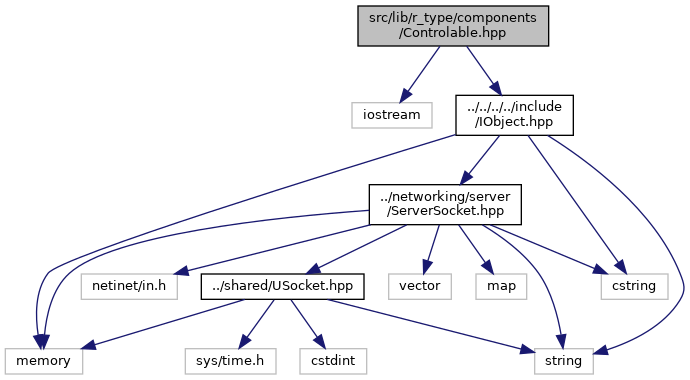 src/lib/r_type/components
/Controlable.hpp
iostream
../../../../include
/IObject.hpp
../networking/server
/ServerSocket.hpp
netinet/in.h
../shared/USocket.hpp
vector
map
cstring
memory
sys/time.h
cstdint
string